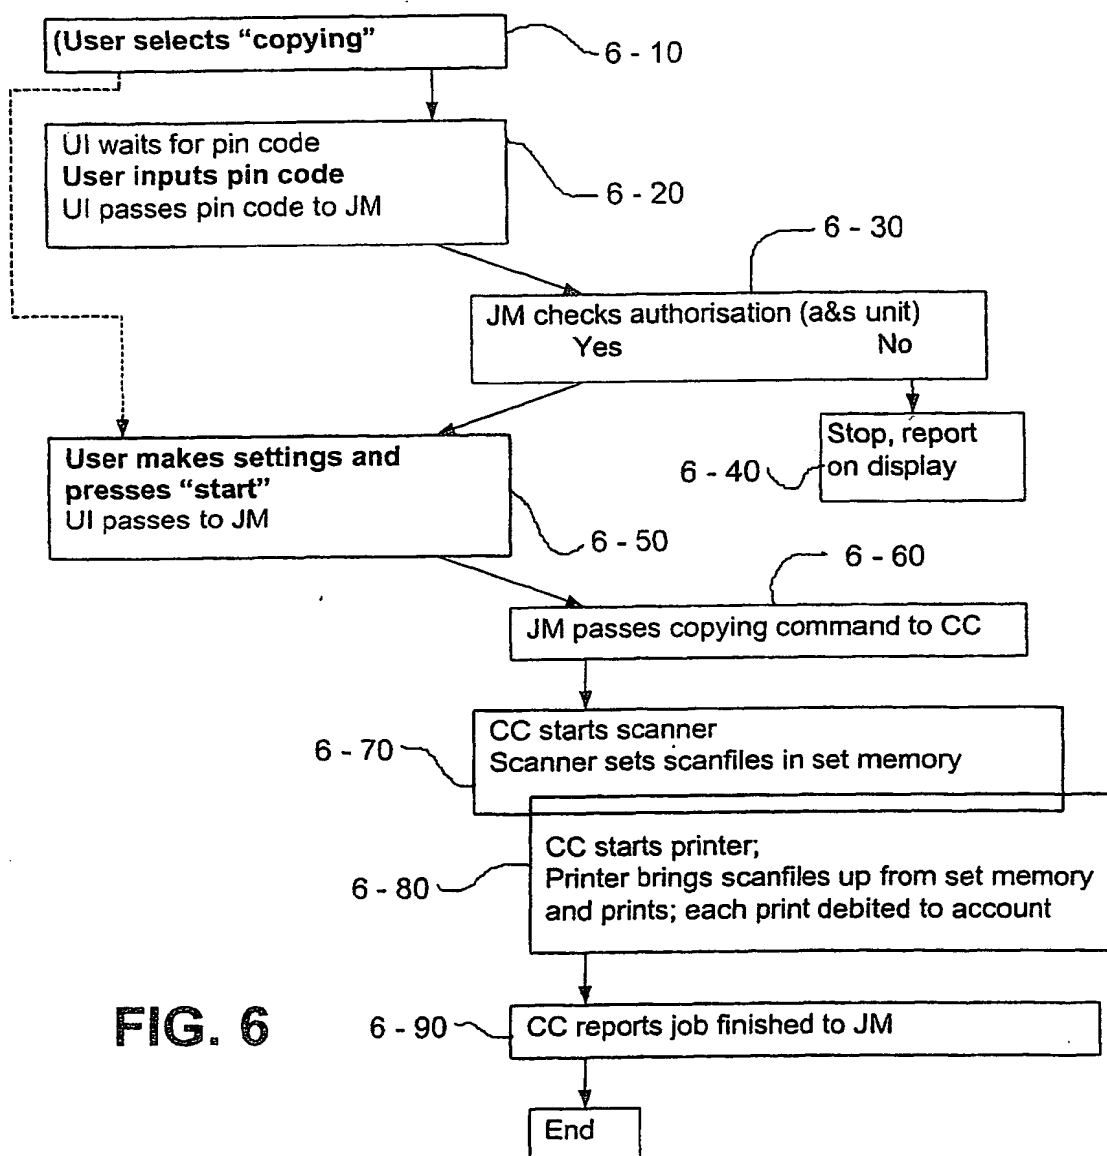 (User selects “copying”
6 - 10
UI waits for pin code
User inputs pin code
UI passes pin code to JM
6 - 20
6 - 30
JM checks authorisation (a&s unit)
Yes No
Stop, report
on display
6 - 40
User makes settings and
presses “start”
UI passes to JM
6 - 50
6 - 60
JM passes copying command to CC
CC starts scanner
Scanner sets scanfiles in set memory
6 - 70
CC starts printer;
Printer brings scanfiles up from set memory
and prints; each print debited to account
6 - 80
FIG. 6
6 - 90
CC reports job finished to JM
End